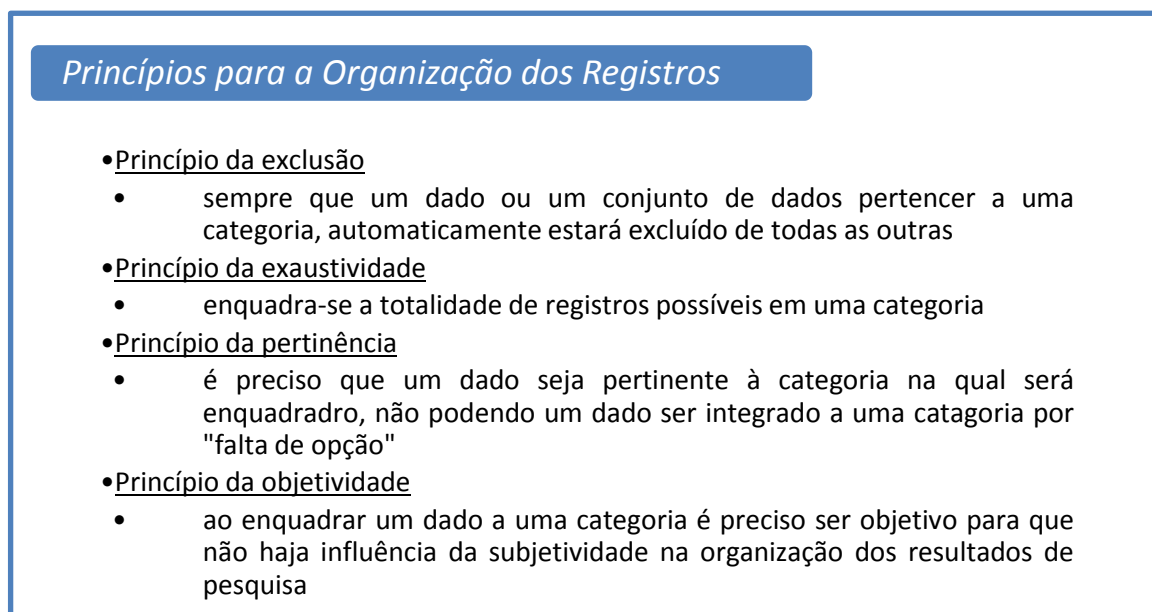 Princípios para a Organização dos Registros
•Princípio da exclusão
• sempre que um dado ou um conjunto de dados pertencer a uma
categoria, automaticamente estará excluído de todas as outras
•Princípio da exaustividade
• enquadra-se a totalidade de registros possíveis em uma categoria
•Princípio da pertinência
• é preciso que um dado seja pertinente à categoria na qual será
enquadradro, não podendo um dado ser integrado a uma catagoria por
"falta de opção"
•Princípio da objetividade
• ao enquadrar um dado a uma categoria é preciso ser objetivo para que
não haja influência da subjetividade na organização dos resultados de
pesquisa